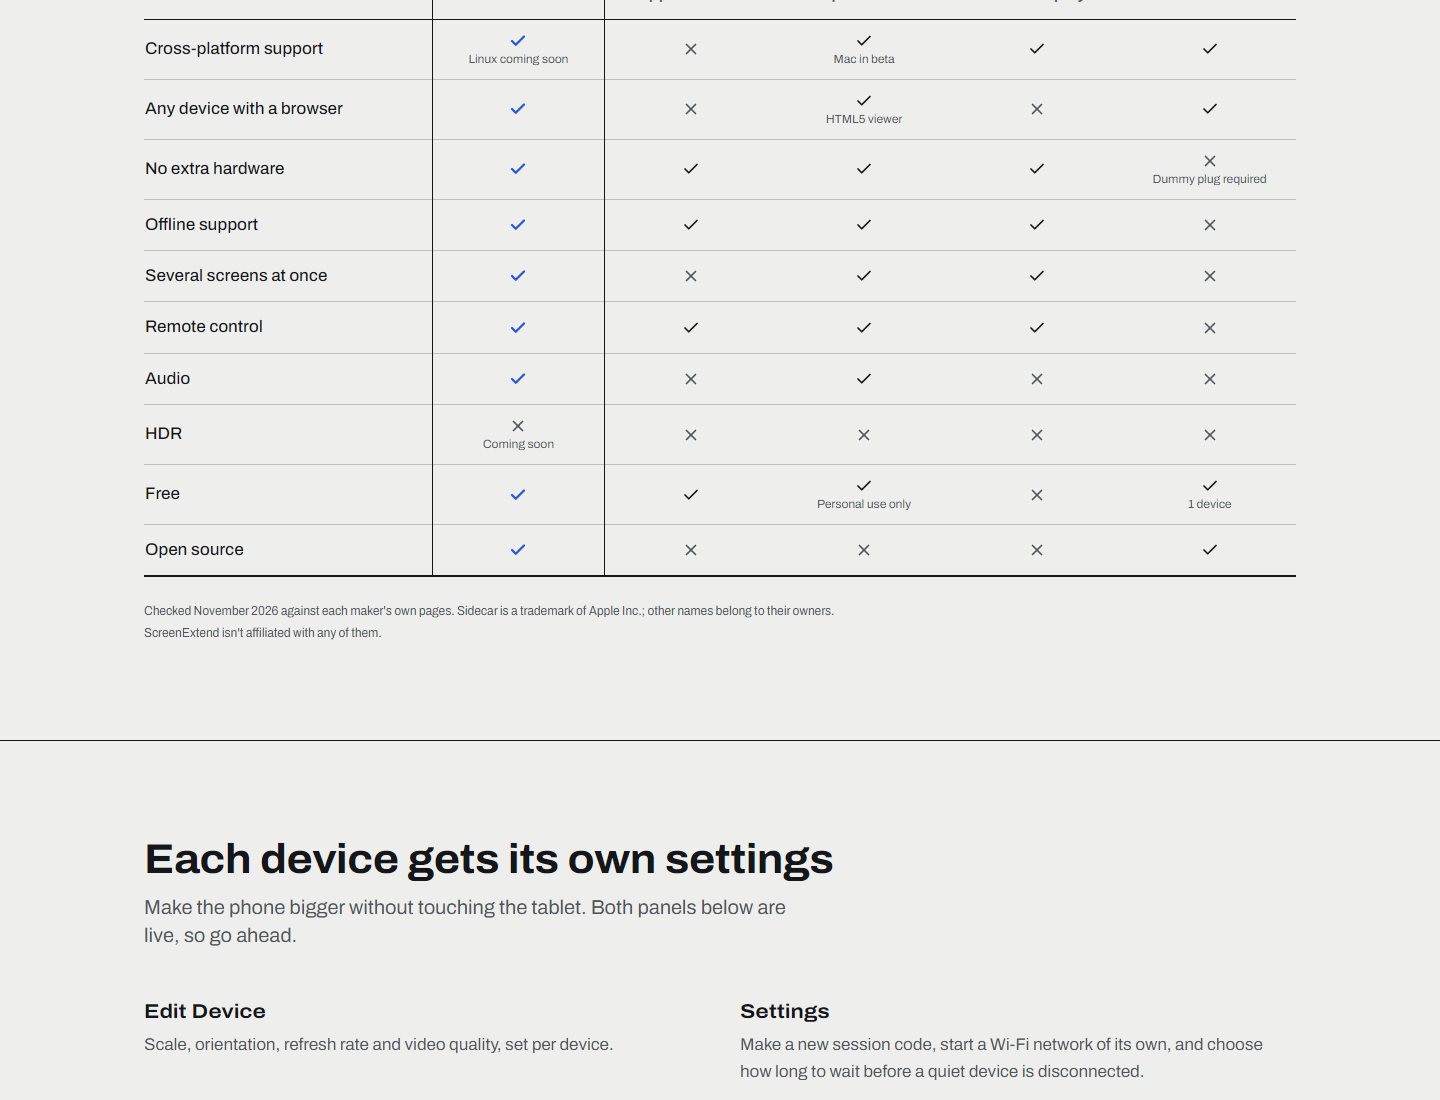 Cross-platform support
Linux coming soon
Mac in beta
Any device with a browser
HTML5 viewer
No extra hardware
Dummy plug required
Offline support
Several screens at once
Remote control
Audio
HDR
Coming soon
Free
Personal use only
1 device
Open source
Checked November 2026 against each maker's own pages. Sidecar is a trademark of Apple Inc.; other names belong to their owners.
ScreenExtend isn't affiliated with any of them.
Each device gets its own settings
Make the phone bigger without touching the tablet. Both panels below are
live, so go ahead.
Edit Device
Scale, orientation, refresh rate and video quality, set per device.
Settings
Make a new session code, start a Wi-Fi network of its own, and choose
how long to wait before a quiet device is disconnected.